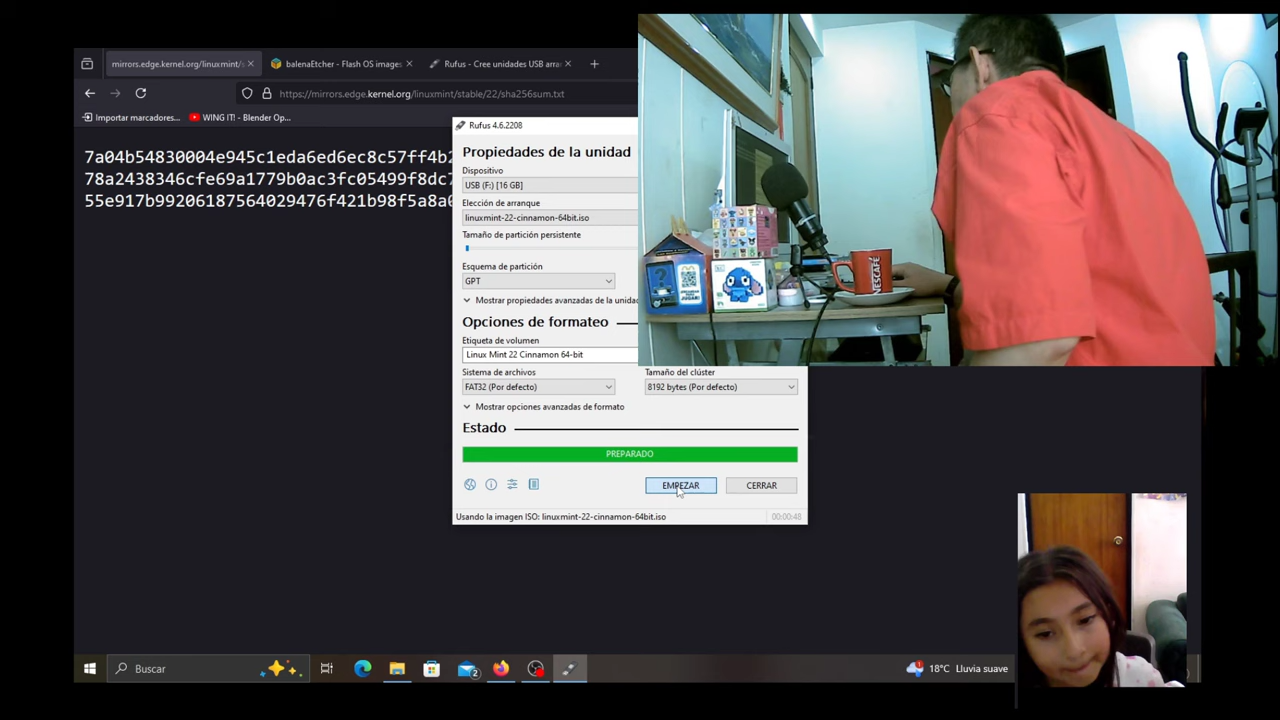 mirrors.edge.kernel.org/linuxmint/
balenaEtcher - Flash OS images
Rufus - Cree unidades USB arra
https://mirrors.edge.kernel.org/linuxmint/stable/22/sha256sum.txt
Importar marcadores...
WING IT! - Blender Op...
7a04b54830004e945c1eda6ed6ec8c57ff4b2
78a2438346cfe69a1779b0ac3fc05499f8dc7
55e917b99206187564029476f421b98f5a8a0
Rufus 4.6.2208
Propiedades de la unidad
Dispositivo
USB (F:) [16 GB]
Elección de arranque
linuxmint-22-cinnamon-64bit.iso
Tamaño de partición persistente
Esquema de partición
GPT
Mostrar propiedades avanzadas de la unidad
Opciones de formateo
Etiqueta de volumen
Linux Mint 22 Cinnamon 64-bit
Sistema de archivos
Tamaño del clúster
FAT32 (Por defecto)
8192 bytes (Por defecto)
Mostrar opciones avanzadas de formato
Estado
PREPARADO
EMPEZAR
CERRAR
Usando la imagen ISO: linuxmint-22-cinnamon-64bit.iso
00:00:48
NESCAFÉ
Buscar
2
1
18°C Lluvia suave